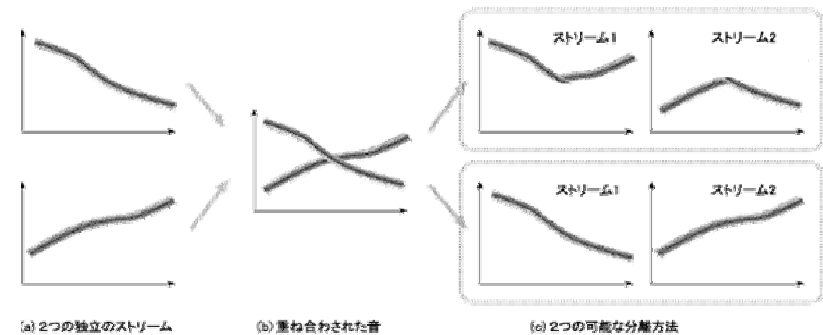 ストリーム1
ストリーム2
ストリーム1
ストリーム2
(a) 2つの独立のストリーム
(b) 重ね合わされた音
(c) 2つの可能な分離方法